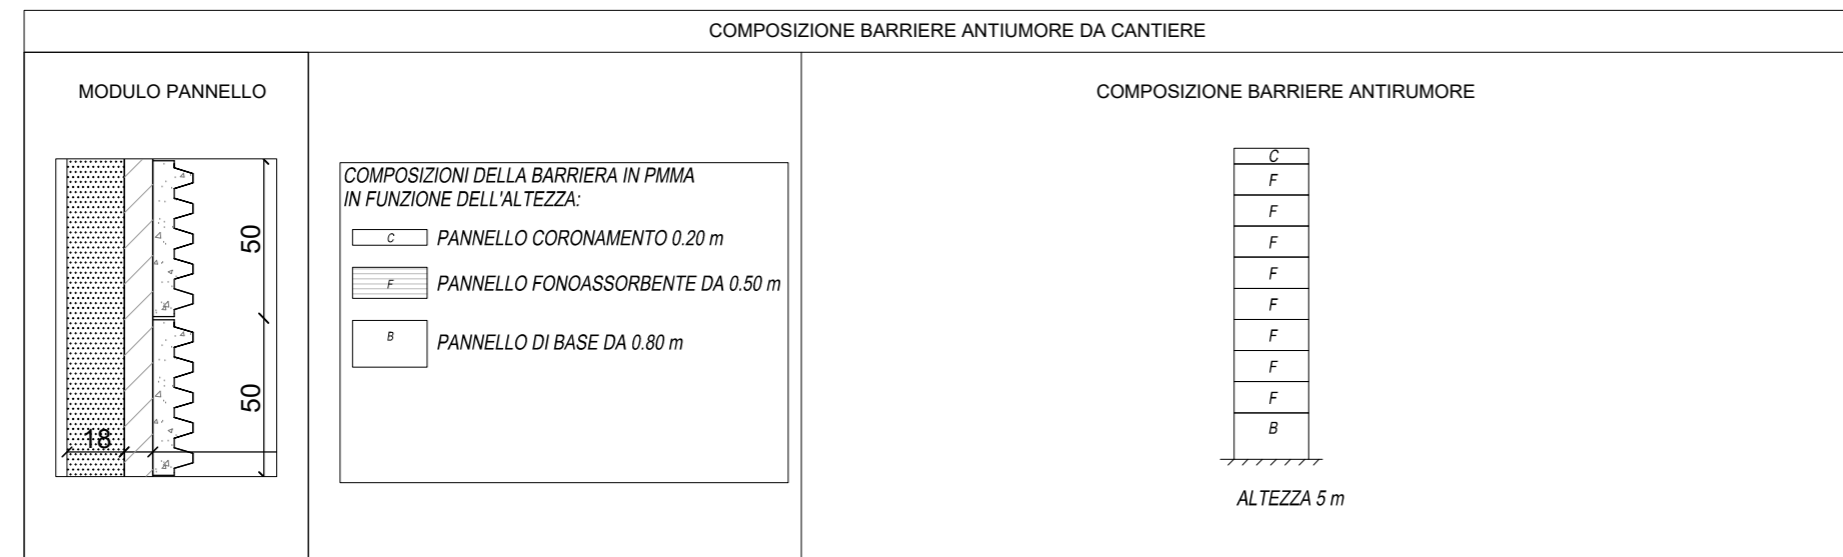 COMPOSIZIONE BARRIERE ANTIUMORE DA CANTIERE
MODULO PANNELLO
50
50
18
COMPOSIZIONI DELLA BARRIERA IN PMMA
IN FUNZIONE DELL'ALTEZZA:
C PANNELLO CORONAMENTO 0.20 m
F PANNELLO FONOASSORBENTE DA 0.50 m
B PANNELLO DI BASE DA 0.80 m
COMPOSIZIONE BARRIERE ANTIRUMORE
C
F
F
F
F
F
F
F
F
B
ALTEZZA 5 m